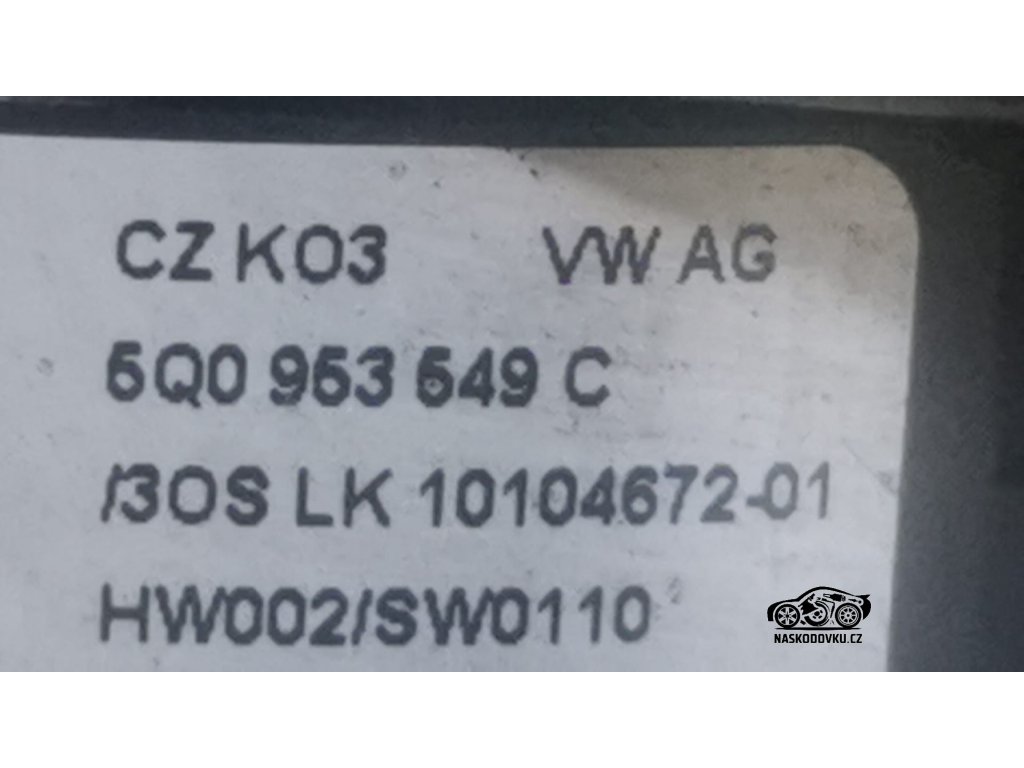 CZ KO3 VW AG
5Q0 953 549 C
/3OS LK 10104672-01
HW002/SW0110
NASKODOVKU.CZ